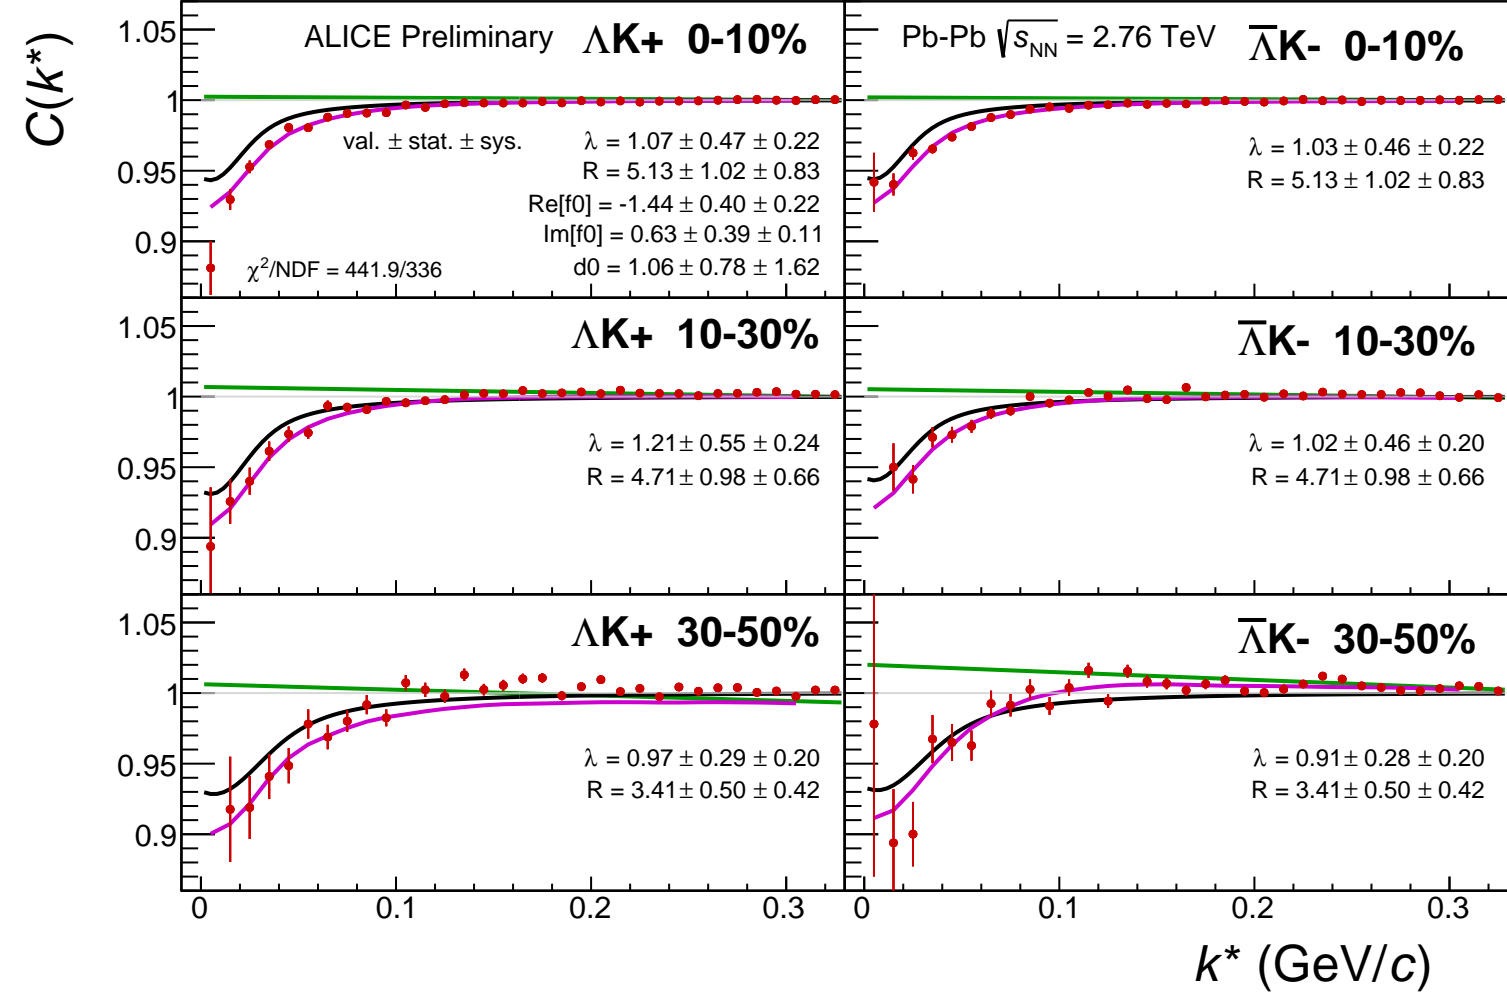 C(k*)
ALICE Preliminary ΛK+ 0-10%
1.05
1
0.95
0.9
val. ± stat. ± sys.
λ = 1.07 ± 0.47 ± 0.22
R = 5.13 ± 1.02 ± 0.83
Re[f0] = -1.44 ± 0.40 ± 0.22
Im[f0] = 0.63 ± 0.39 ± 0.11
d0 = 1.06 ± 0.78 ± 1.62
χ²/NDF = 441.9/336
Pb-Pb √s_NN = 2.76 TeV Λ̅K- 0-10%
λ = 1.03 ± 0.46 ± 0.22
R = 5.13 ± 1.02 ± 0.83
ΛK+ 10-30%
1.05
1
0.95
0.9
λ = 1.21 ± 0.55 ± 0.24
R = 4.71 ± 0.98 ± 0.66
Λ̅K- 10-30%
λ = 1.02 ± 0.46 ± 0.20
R = 4.71 ± 0.98 ± 0.66
ΛK+ 30-50%
1.05
1
0.95
0.9
λ = 0.97 ± 0.29 ± 0.20
R = 3.41 ± 0.50 ± 0.42
Λ̅K- 30-50%
λ = 0.91 ± 0.28 ± 0.20
R = 3.41 ± 0.50 ± 0.42
0 0.1 0.2 0.3 0 0.1 0.2 0.3
k* (GeV/c)